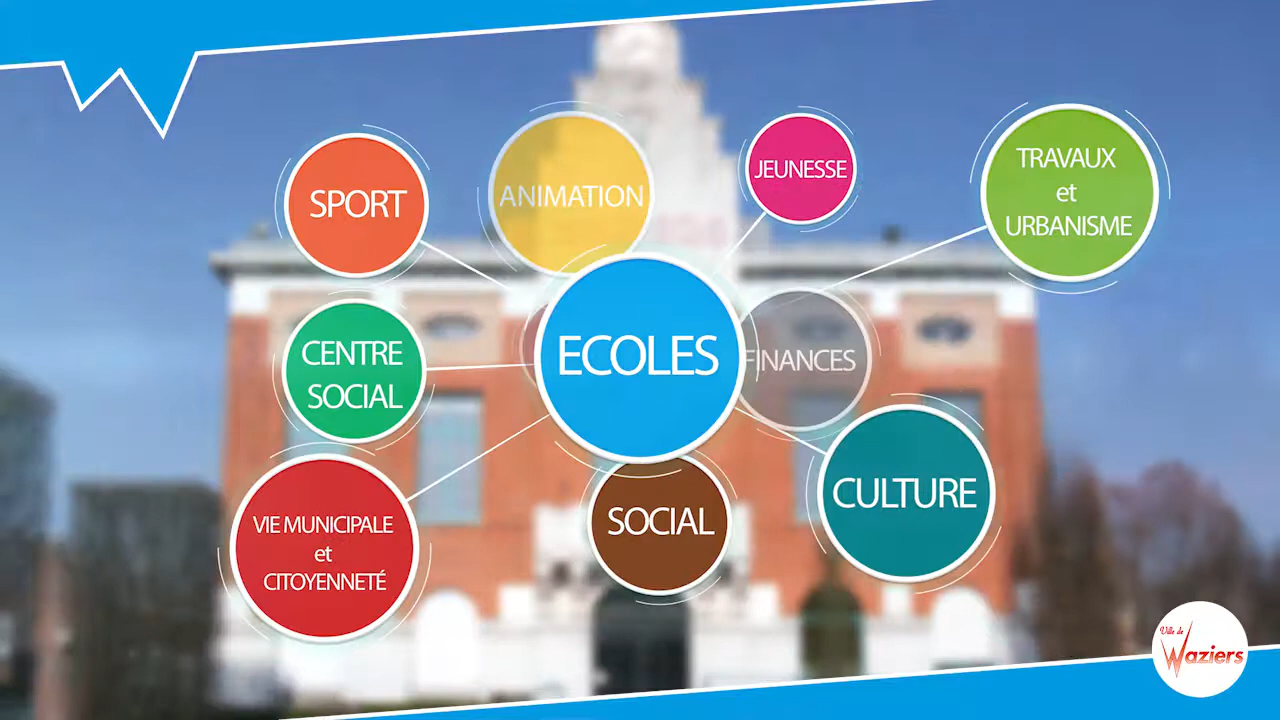 SPORT
ANIMATION
JEUNESSE
TRAVAUX
et
URBANISME
CENTRE
SOCIAL
ECOLES
FINANCES
VIE MUNICIPALE
et
CITOYENNETÉ
SOCIAL
CULTURE
Ville de
Waziers